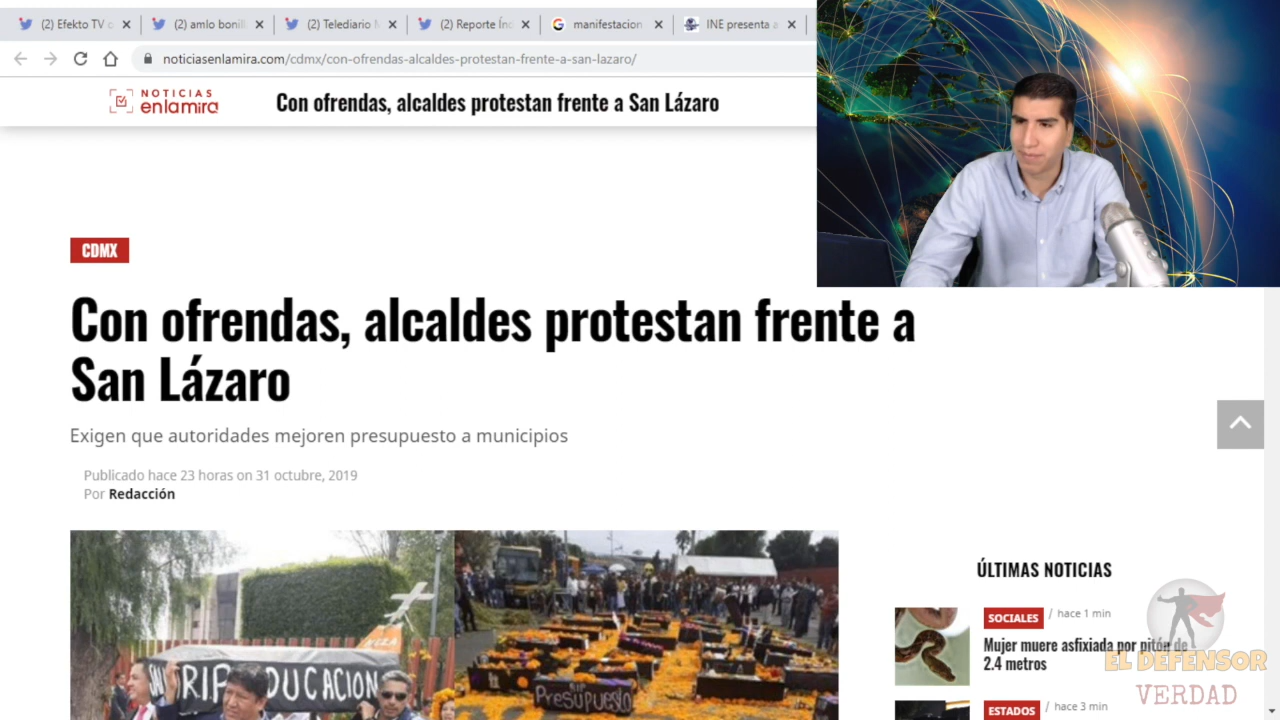 (2) Efekto TV o
(2) amlo bonill
(2) Telediario M
(2) Reporte Índ
manifestacion
INE presenta a
noticiasenlamira.com/cdmx/con-ofrendas-alcaldes-protestan-frente-a-san-lazaro/
NOTICIAS
enlamira
Con ofrendas, alcaldes protestan frente a San Lázaro
CDMX
Con ofrendas, alcaldes protestan frente a
San Lázaro
Exigen que autoridades mejoren presupuesto a municipios
Publicado hace 23 horas on 31 octubre, 2019
Por Redacción
R.I.P. EDUCACION
Presupuesto
ÚLTIMAS NOTICIAS
SOCIALES / hace 1 min
Mujer muere asfixiada por pitón de
2.4 metros
ESTADOS / hace 3 min
EL DEFENSOR
VERDAD